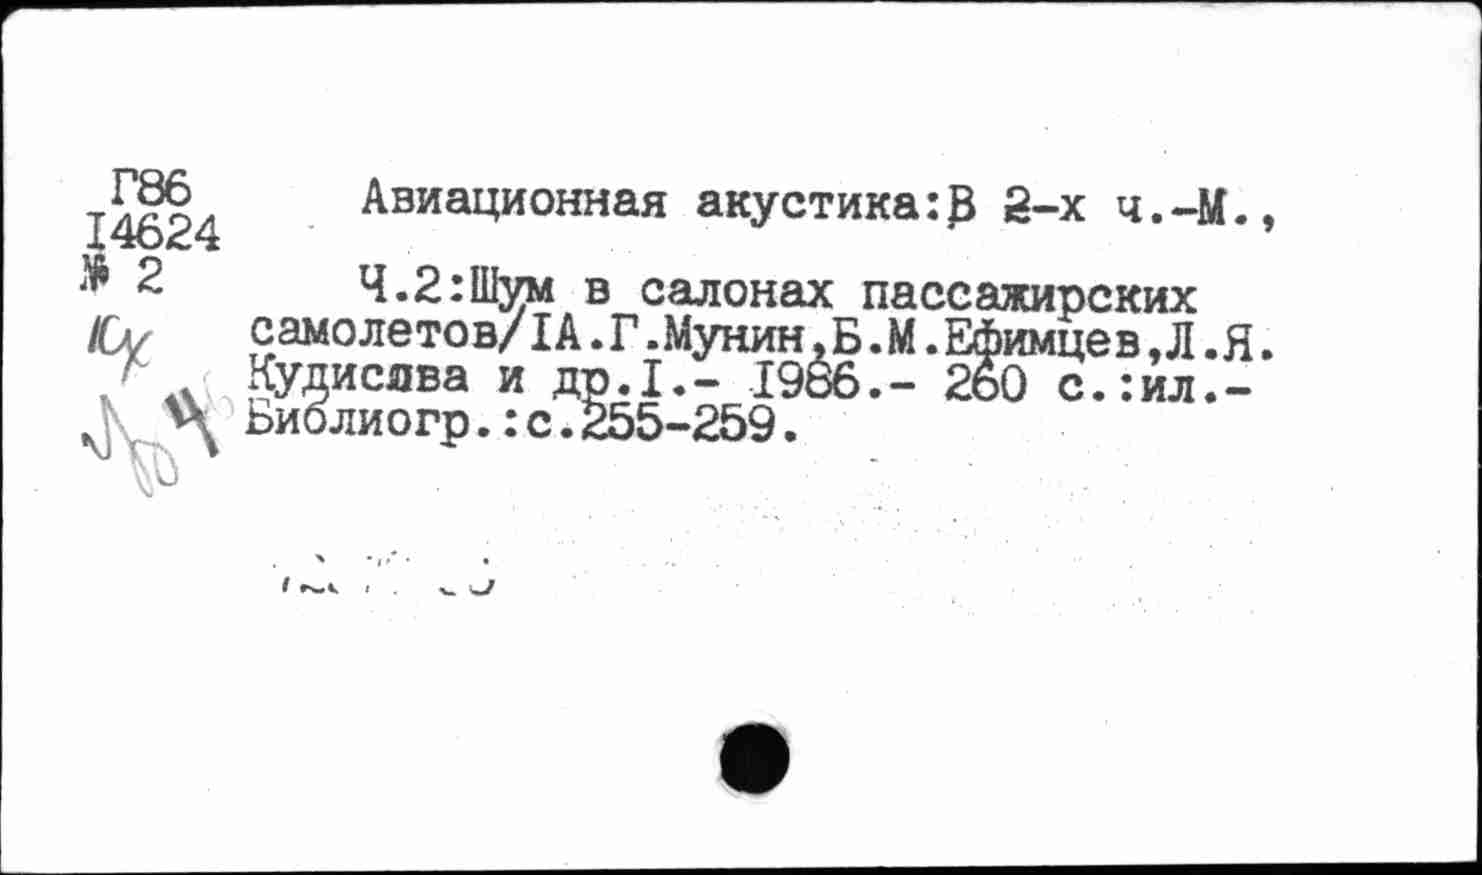 Г86
I4624
№ 2
Авиационная акустика:В 2-х ч.-М.,
Ч.2:Шум в салонах пассажирских
самолетов/IА.Г.Мунин,Б.М.Ефимцев,Л.Я.
Кудисова и др.I.- I986.- 260 с.:ил.-
Библиогр.:с.255-259.